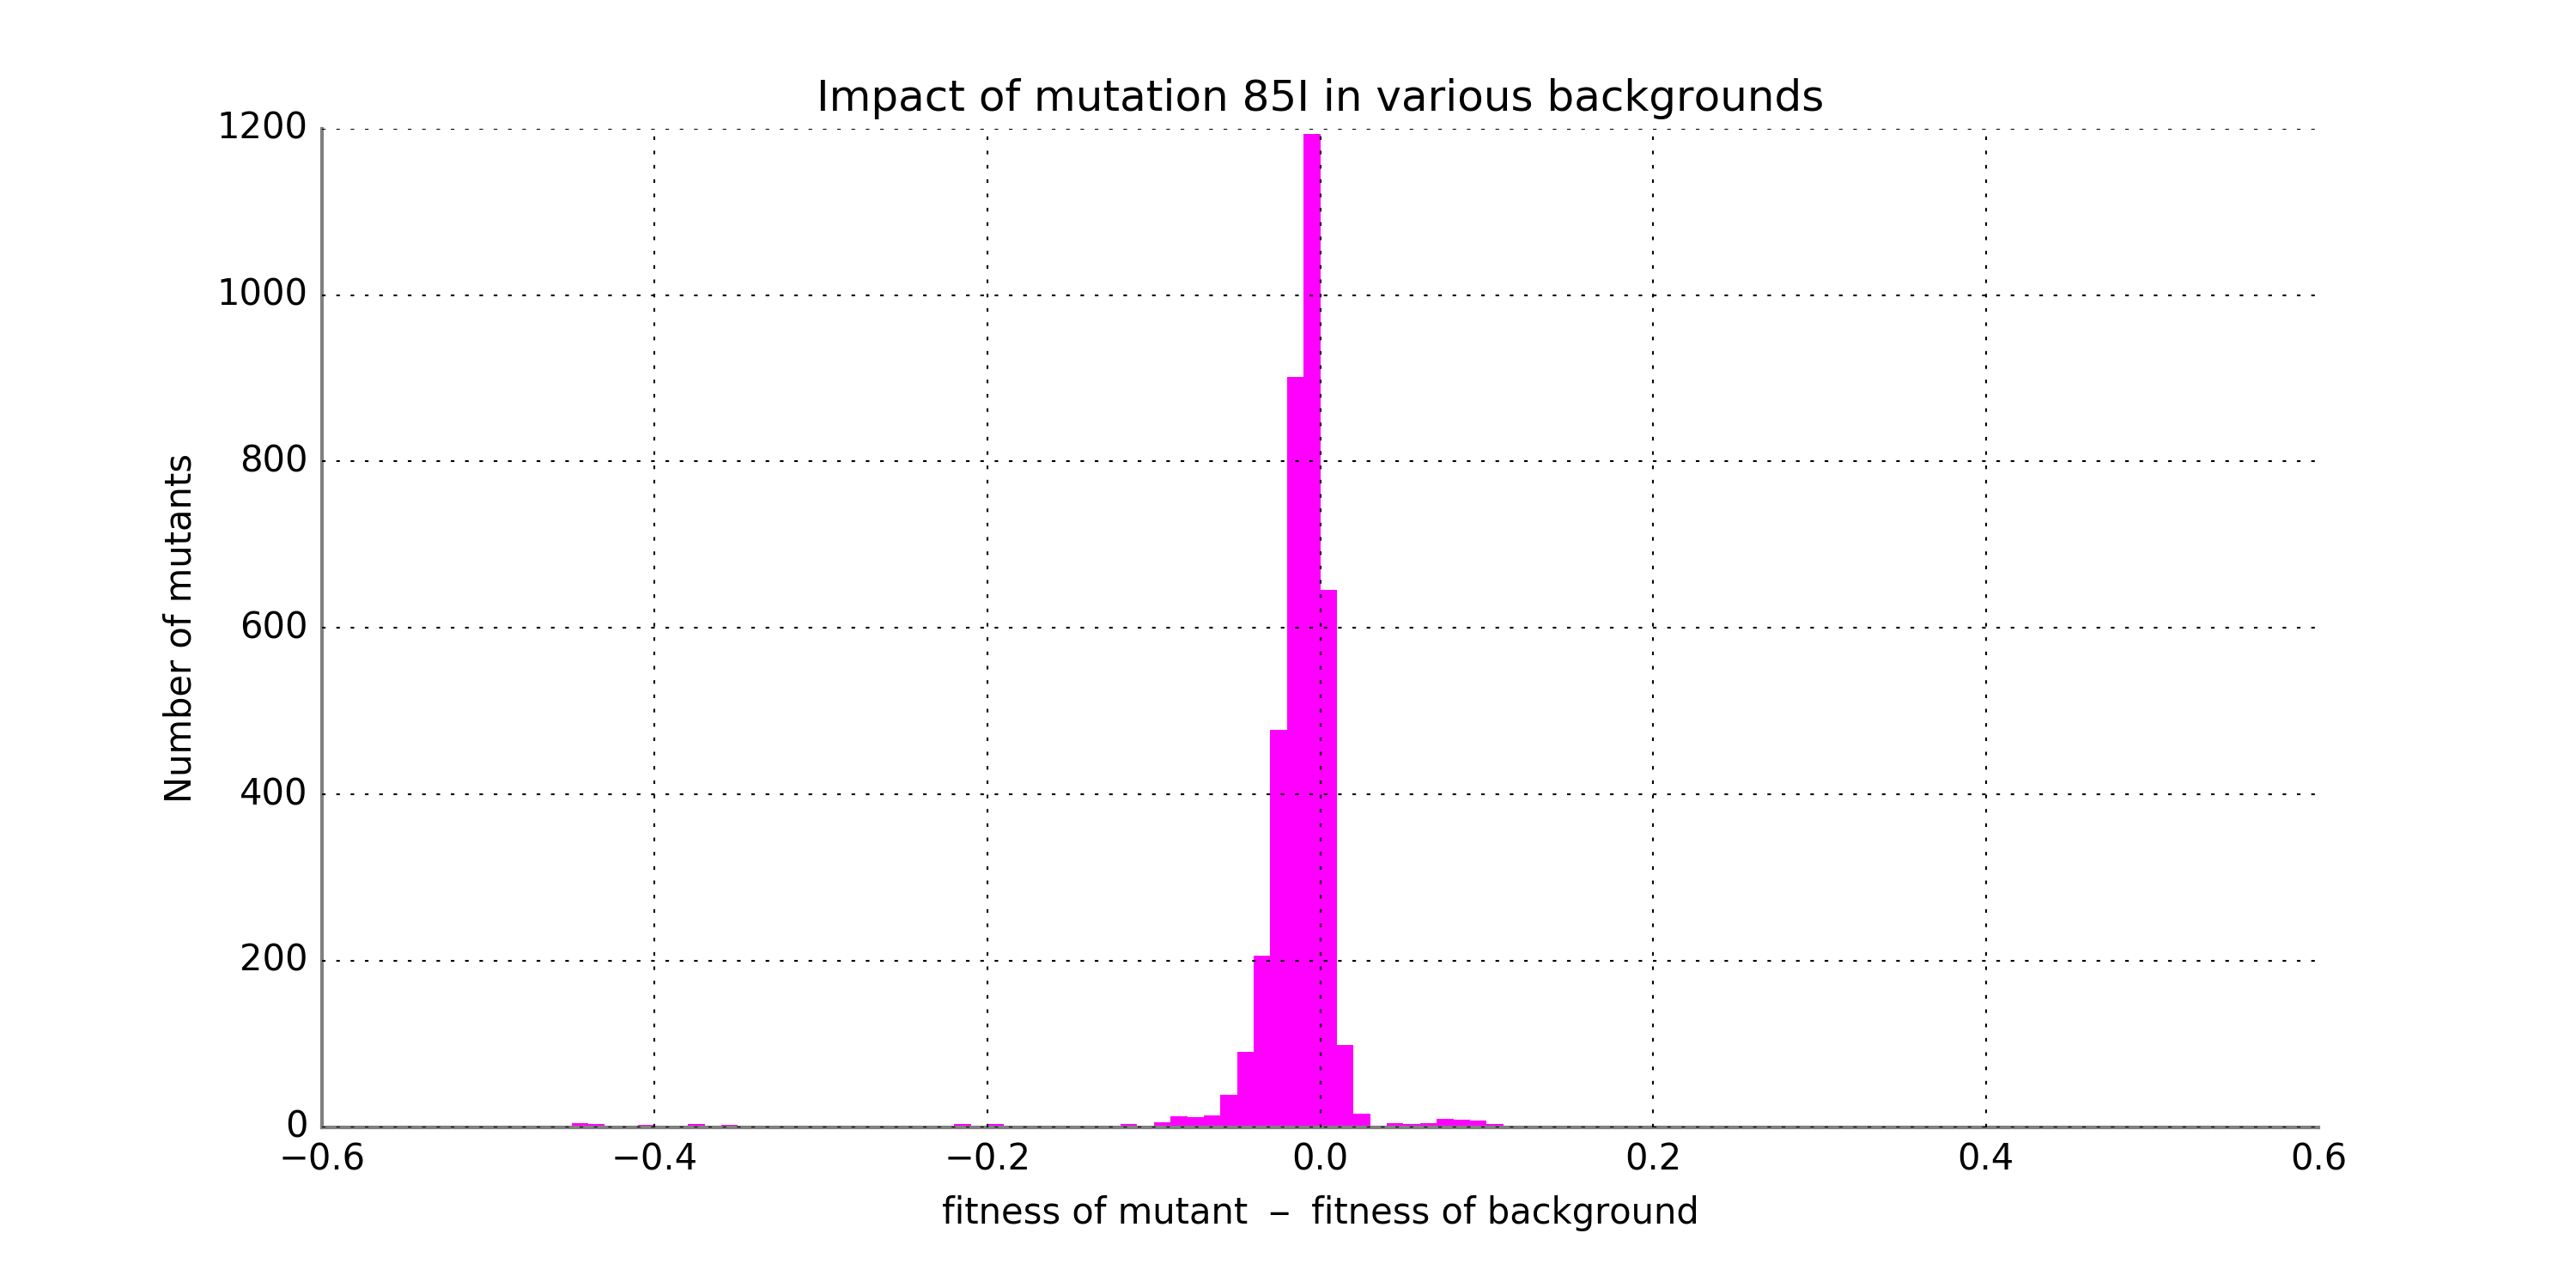 Impact of mutation 85I in various backgrounds
1200
1000
800
600
400
200
0
Number of mutants
−0.6 −0.4 −0.2 0.0 0.2 0.4 0.6
fitness of mutant − fitness of background